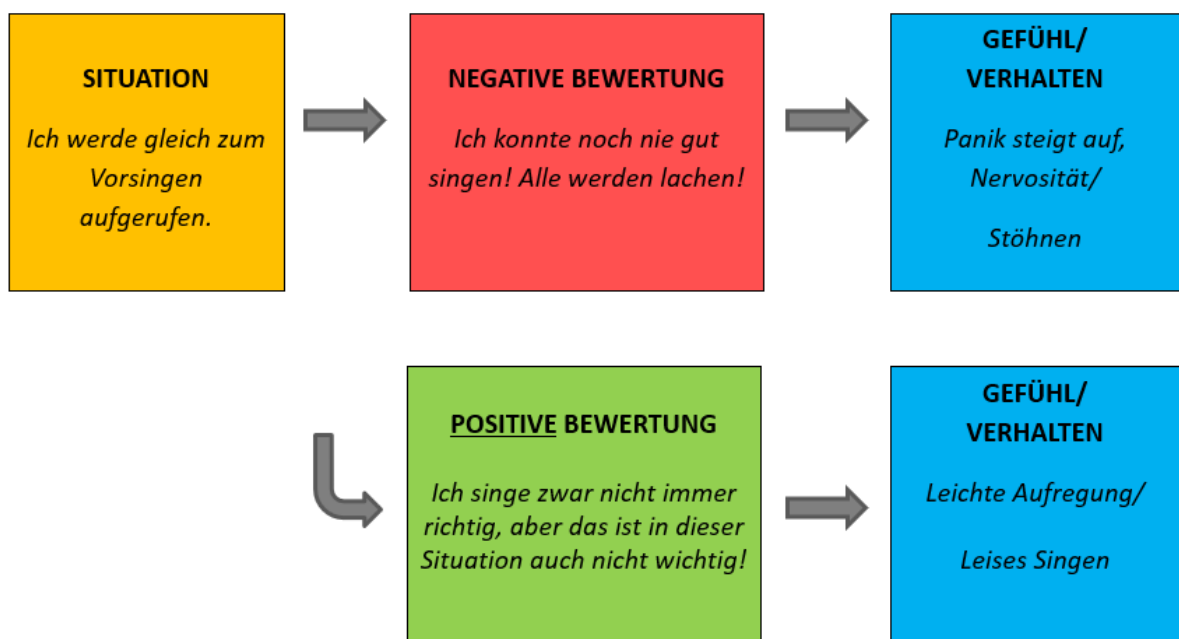 SITUATION
Ich werde gleich zum
Vorsingen
aufgerufen.
NEGATIVE BEWERTUNG
Ich konnte noch nie gut
singen! Alle werden lachen!
GEFÜHL/
VERHALTEN
Panik steigt auf,
Nervosität/
Stöhnen
POSITIVE BEWERTUNG
Ich singe zwar nicht immer
richtig, aber das ist in dieser
Situation auch nicht wichtig!
GEFÜHL/
VERHALTEN
Leichte Aufregung/
Leises Singen